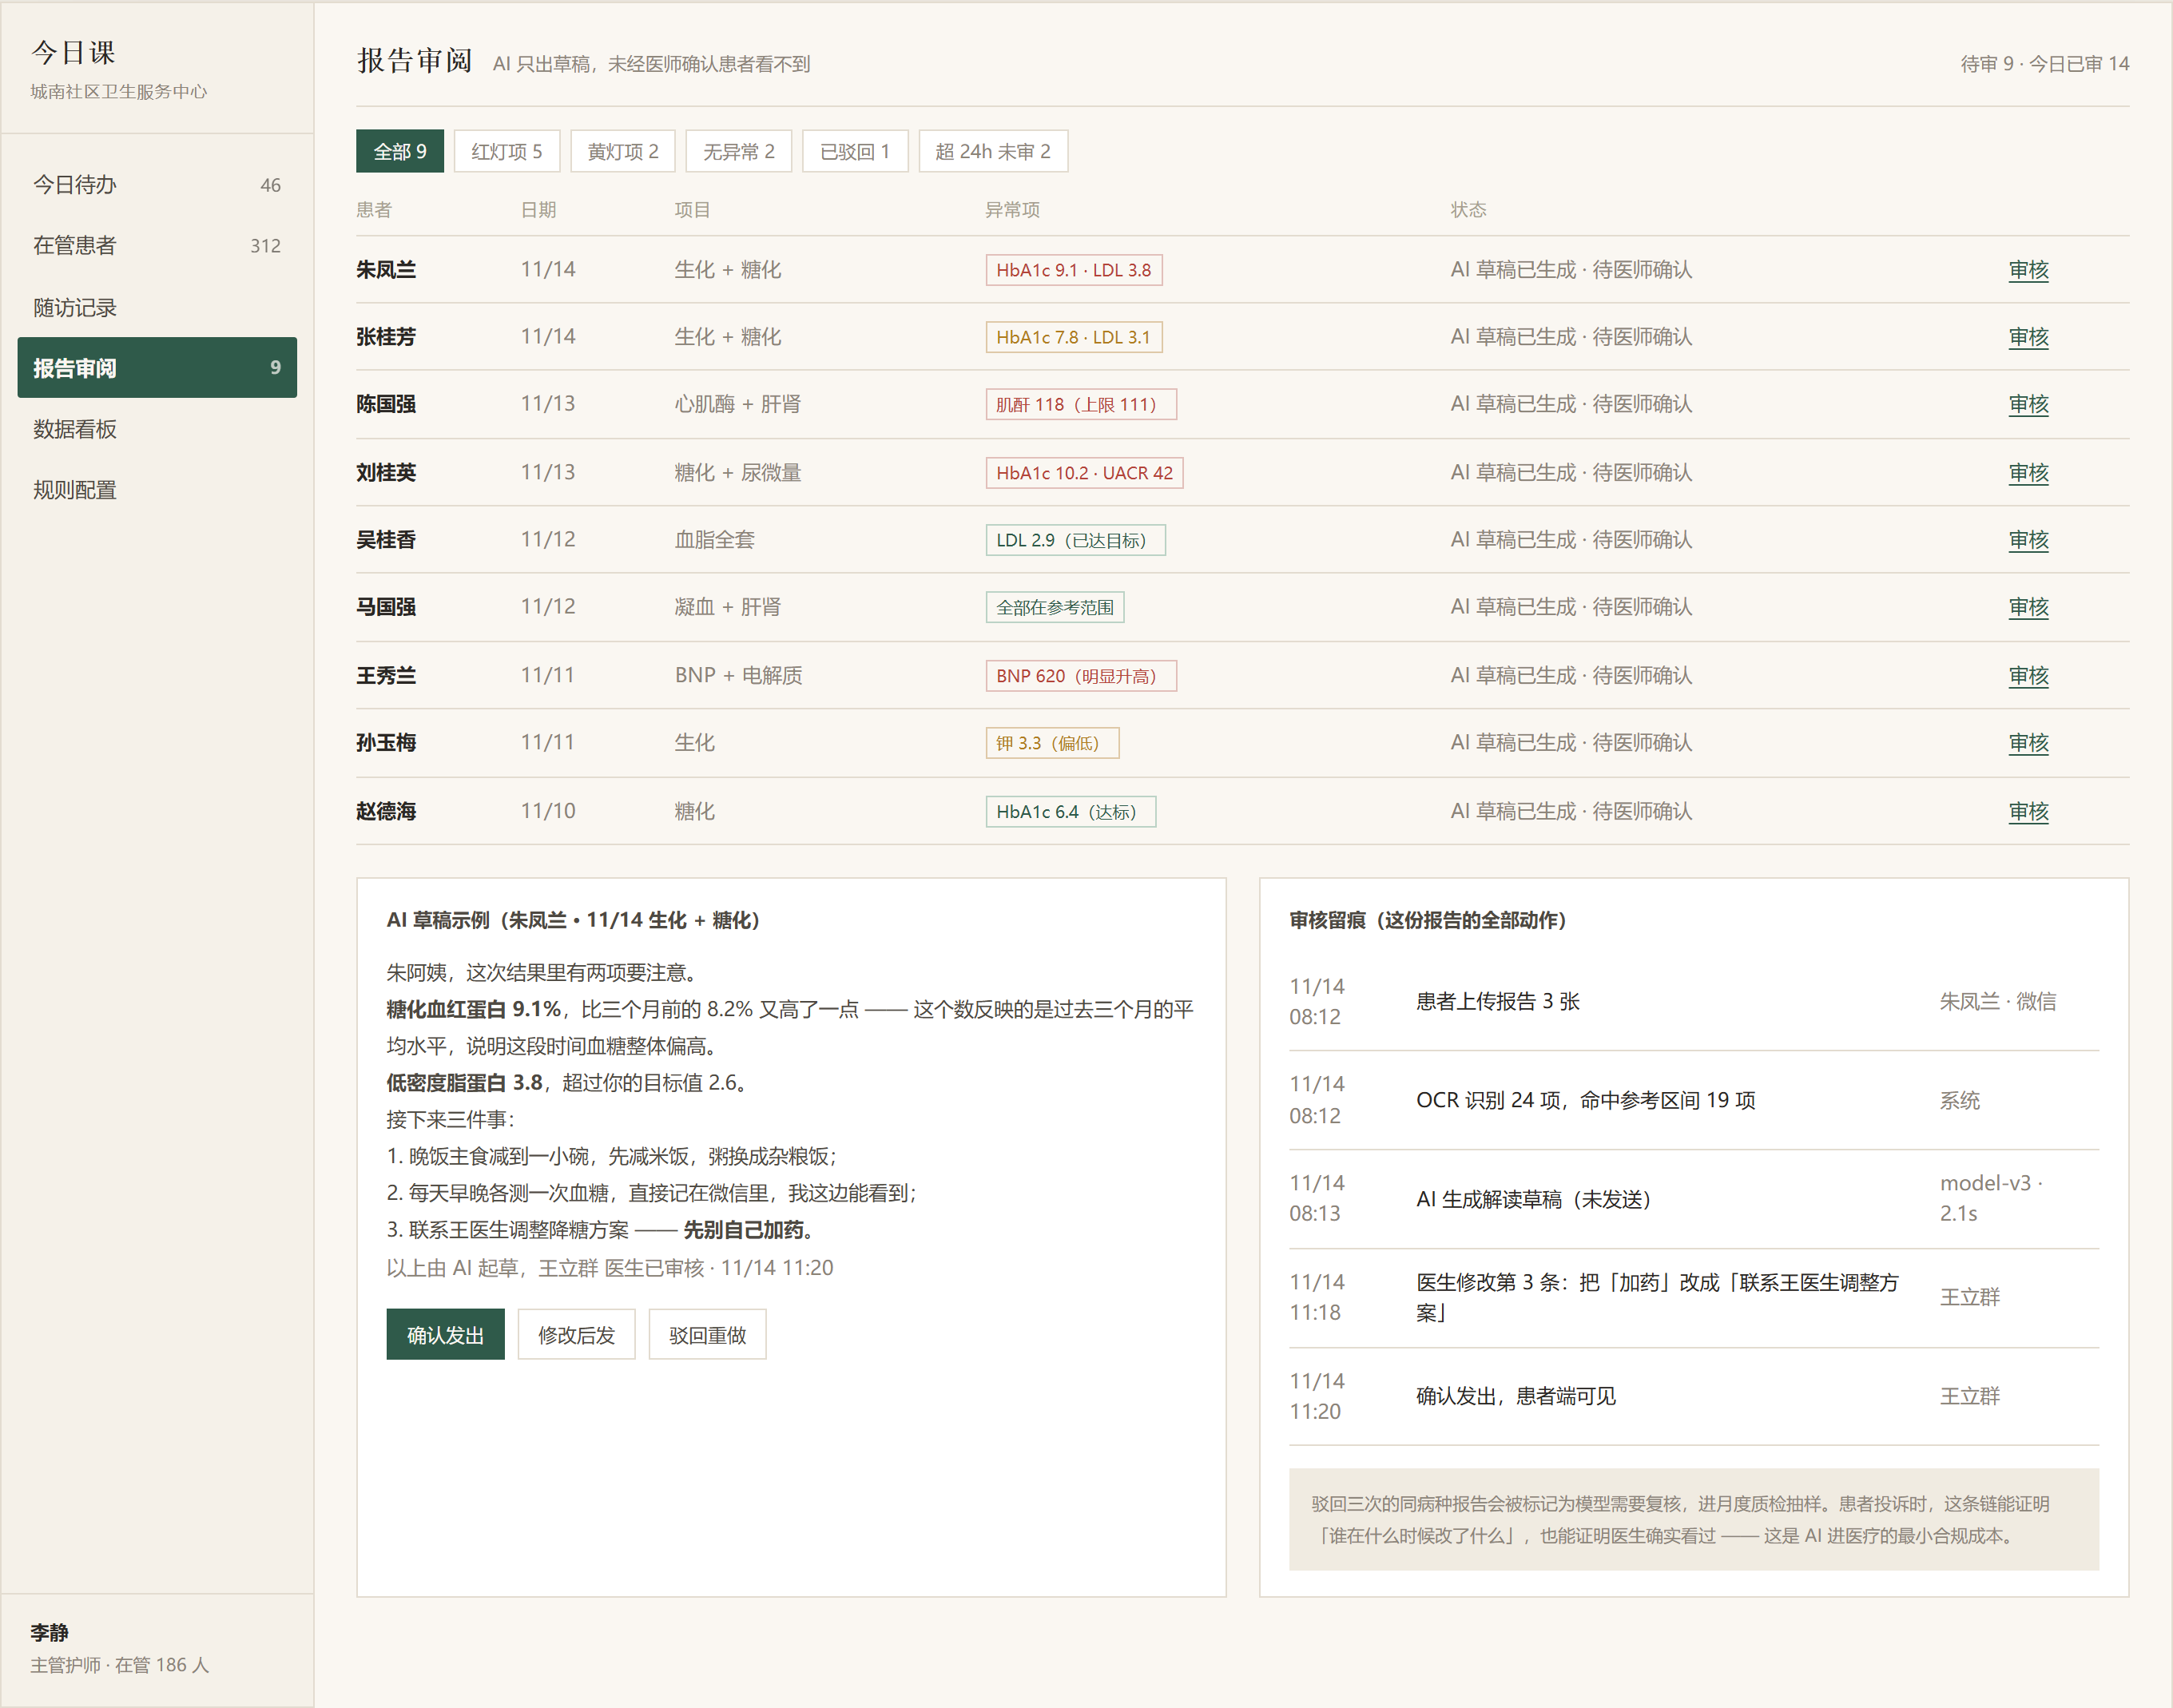 今日课
城南社区卫生服务中心
今日待办 46
在管患者 312
随访记录
报告审阅 9
数据看板
规则配置
李静
主管护师 · 在管 186 人
报告审阅 AI 只出草稿，未经医师确认患者看不到 待审 9 · 今日已审 14
全部 9 红灯项 5 黄灯项 2 无异常 2 已驳回 1 超 24h 未审 2
患者 日期 项目 异常项 状态
朱凤兰 11/14 生化 + 糖化 HbA1c 9.1 · LDL 3.8 AI 草稿已生成 · 待医师确认 审核
张桂芳 11/14 生化 + 糖化 HbA1c 7.8 · LDL 3.1 AI 草稿已生成 · 待医师确认 审核
陈国强 11/13 心肌酶 + 肝肾 肌酐 118（上限 111） AI 草稿已生成 · 待医师确认 审核
刘桂英 11/13 糖化 + 尿微量 HbA1c 10.2 · UACR 42 AI 草稿已生成 · 待医师确认 审核
吴桂香 11/12 血脂全套 LDL 2.9（已达目标） AI 草稿已生成 · 待医师确认 审核
马国强 11/12 凝血 + 肝肾 全部在参考范围 AI 草稿已生成 · 待医师确认 审核
王秀兰 11/11 BNP + 电解质 BNP 620（明显升高） AI 草稿已生成 · 待医师确认 审核
孙玉梅 11/11 生化 钾 3.3（偏低） AI 草稿已生成 · 待医师确认 审核
赵德海 11/10 糖化 HbA1c 6.4（达标） AI 草稿已生成 · 待医师确认 审核
AI 草稿示例（朱凤兰 · 11/14 生化 + 糖化）
朱阿姨，这次结果里有两项要注意。
糖化血红蛋白 9.1%，比三个月前的 8.2% 又高了一点 —— 这个数反映的是过去三个月的平
均水平，说明这段时间血糖整体偏高。
低密度脂蛋白 3.8，超过你的目标值 2.6。
接下来三件事：
1. 晚饭主食减到一小碗，先减米饭，粥换成杂粮饭；
2. 每天早晚各测一次血糖，直接记在微信里，我这边能看到；
3. 联系王医生调整降糖方案 —— 先别自己加药。
以上由 AI 起草，王立群 医生已审核 · 11/14 11:20
确认发出 修改后发 驳回重做
审核留痕（这份报告的全部动作）
11/14
08:12
患者上传报告 3 张
朱凤兰 · 微信
11/14
08:12
OCR 识别 24 项，命中参考区间 19 项
系统
11/14
08:13
AI 生成解读草稿（未发送）
model-v3 ·
2.1s
11/14
11:18
医生修改第 3 条：把「加药」改成「联系王医生调整方
案」
王立群
11/14
11:20
确认发出，患者端可见
王立群
驳回三次的同病种报告会被标记为模型需要复核，进月度质检抽样。患者投诉时，这条链能证明
「谁在什么时候改了什么」，也能证明医生确实看过 —— 这是 AI 进医疗的最小合规成本。